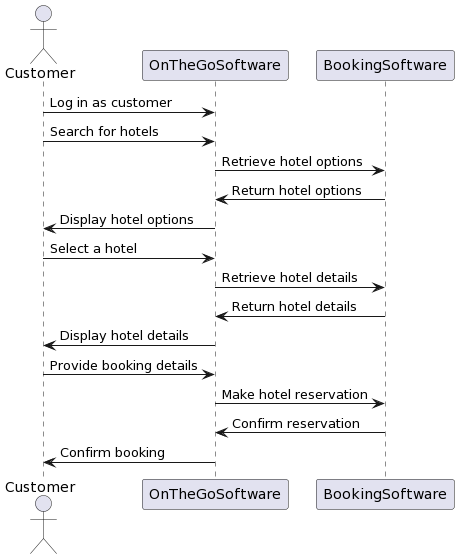 Customer
OnTheGoSoftware
BookingSoftware
Log in as customer
Search for hotels
Retrieve hotel options
Return hotel options
Display hotel options
Select a hotel
Retrieve hotel details
Return hotel details
Display hotel details
Provide booking details
Make hotel reservation
Confirm reservation
Confirm booking
Customer
OnTheGoSoftware
BookingSoftware